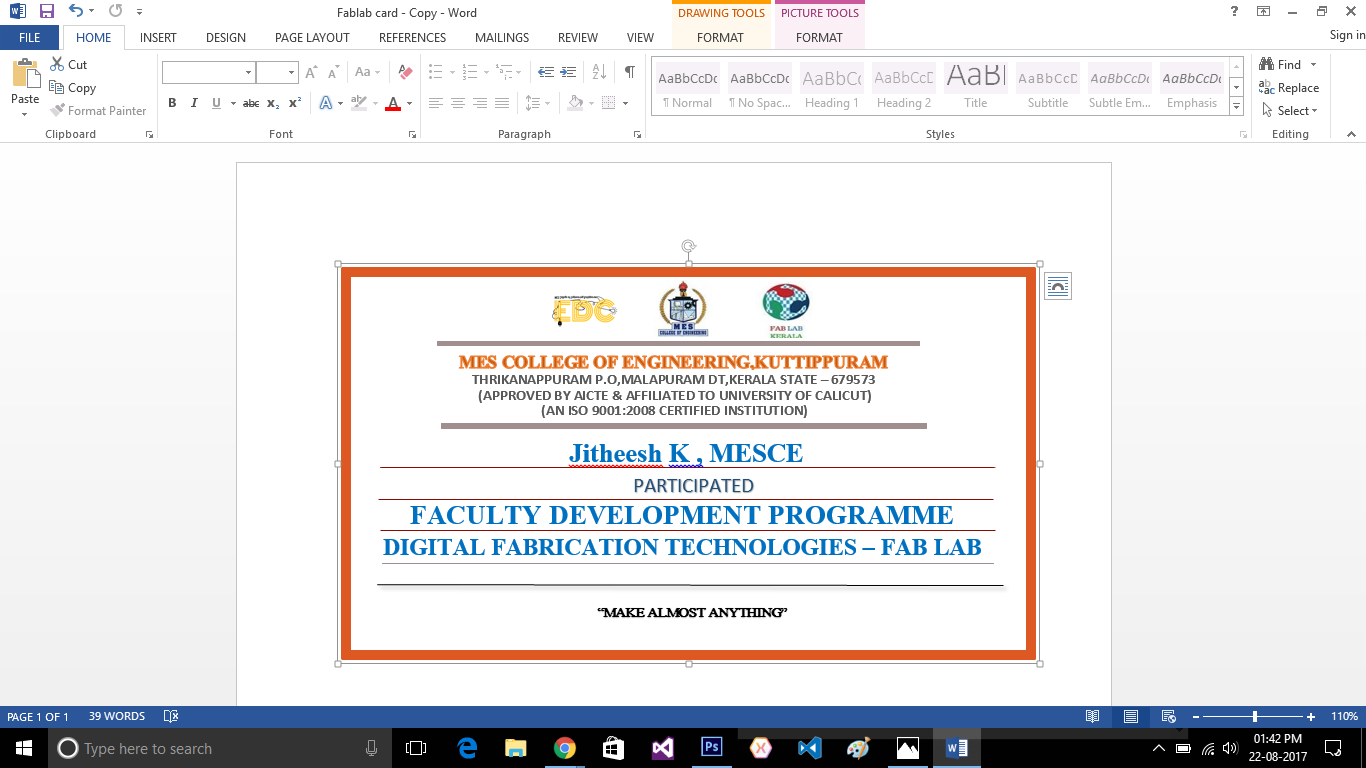 Fablab card - Copy - Word
DRAWING TOOLS
PICTURE TOOLS
FILE
HOME
INSERT
DESIGN
PAGE LAYOUT
REFERENCES
MAILINGS
REVIEW
VIEW
FORMAT
FORMAT
Sign in
Paste
Cut
Copy
Format Painter
Clipboard
Font
Paragraph
AaBbCcDc
¶ Normal
AaBbCcDc
¶ No Spac...
AaBbCc
Heading 1
AaBbCcD
Heading 2
AaBl
Title
AaBbCcD
Subtitle
AaBbCcDc
Subtle Em...
AaBbCcDc
Emphasis
Styles
Find
Replace
Select
Editing
EDC
MES
COLLEGE OF ENGINEERING
FAB LAB
KERALA
MES COLLEGE OF ENGINEERING,KUTTIPPURAM
THRIKANAPPURAM P.O,MALAPURAM DT,KERALA STATE – 679573
(APPROVED BY AICTE & AFFILIATED TO UNIVERSITY OF CALICUT)
(AN ISO 9001:2008 CERTIFIED INSTITUTION)
Jitheesh K , MESCE
PARTICIPATED
FACULTY DEVELOPMENT PROGRAMME
DIGITAL FABRICATION TECHNOLOGIES – FAB LAB
“MAKE ALMOST ANYTHING”
PAGE 1 OF 1
39 WORDS
110%
Type here to search
01:42 PM
22-08-2017